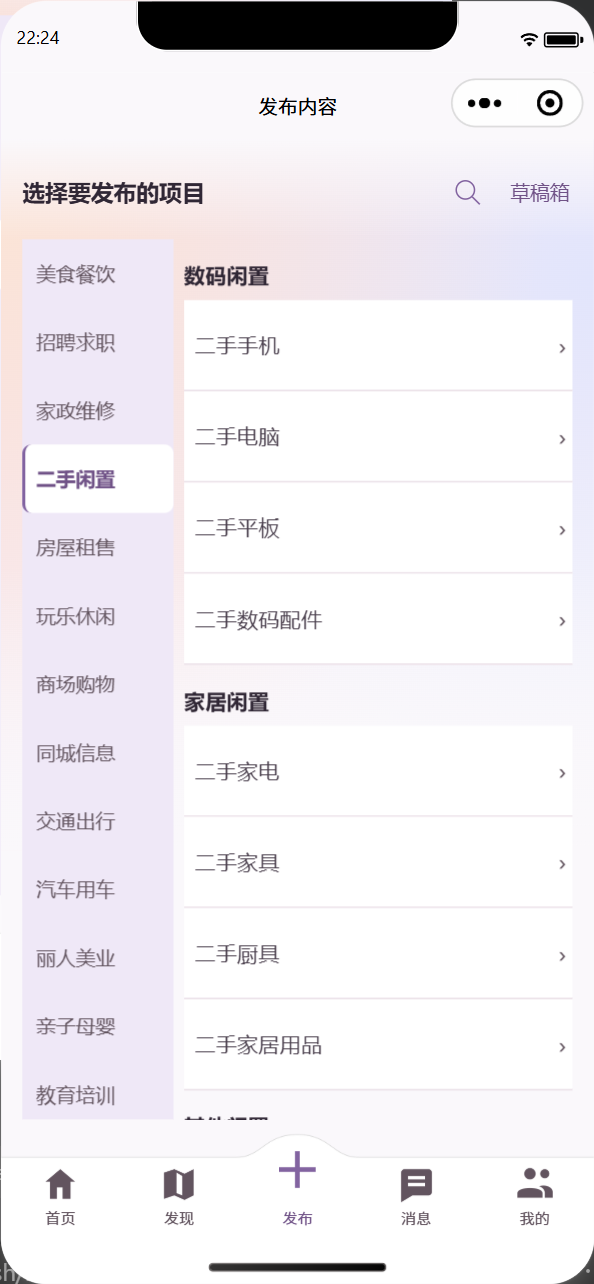 22:24
发布内容
选择要发布的项目
草稿箱
美食餐饮
招聘求职
家政维修
二手闲置
房屋租售
玩乐休闲
商场购物
同城信息
交通出行
汽车用车
丽人美业
亲子母婴
教育培训
数码闲置
二手手机
二手电脑
二手平板
二手数码配件
家居闲置
二手家电
二手家具
二手厨具
二手家居用品
首页
发现
发布
消息
我的